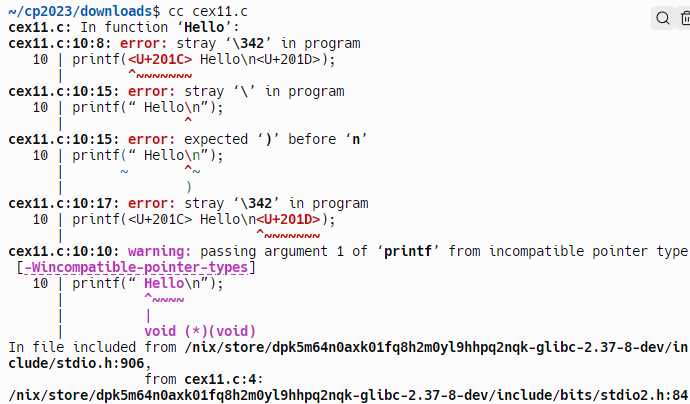 ~/cp2023/downloads$ cc cex11.c
cex11.c: In function ‘Hello’:
cex11.c:10:8: error: stray ‘\342’ in program
   10 | printf(<U+201C> Hello\n<U+201D>);
      |        ^~~~~~~~
cex11.c:10:15: error: stray ‘\’ in program
   10 | printf(“ Hello\n”);
      |               ^
cex11.c:10:15: error: expected ‘)’ before ‘n’
   10 | printf(“ Hello\n”);
      |       ~       ^~
      |               )
cex11.c:10:17: error: stray ‘\342’ in program
   10 | printf(<U+201C> Hello\n<U+201D>);
      |                        ^~~~~~~~
cex11.c:10:10: warning: passing argument 1 of ‘printf’ from incompatible pointer type
 [-Wincompatible-pointer-types]
   10 | printf(“ Hello\n”);
      |          ^~~~~
      |          |
      |          void (*)(void)
In file included from /nix/store/dpk5m64n0axk01fq8h2m0yl9hhpq2nqk-glibc-2.37-8-dev/in
clude/stdio.h:906,
                 from cex11.c:4:
/nix/store/dpk5m64n0axk01fq8h2m0yl9hhpq2nqk-glibc-2.37-8-dev/include/bits/stdio2.h:84